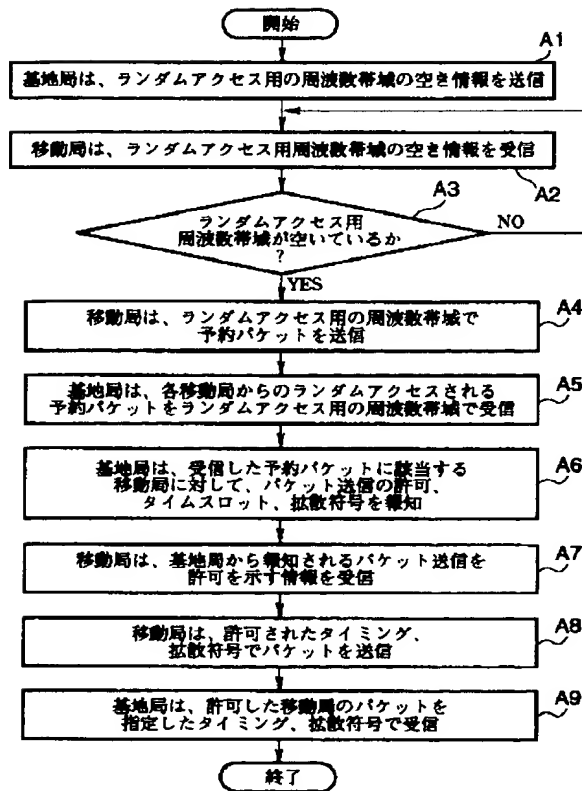 開始
A1
基地局は、ランダムアクセス用の周波数帯域の空き情報を送信
移動局は、ランダムアクセス用周波数帯域の空き情報を受信
A2
A3
ランダムアクセス用
周波数帯域が空いているか
?
NO
YES
A4
移動局は、ランダムアクセス用の周波数帯域で
予約パケットを送信
A5
基地局は、各移動局からのランダムアクセスされる
予約パケットをランダムアクセス用の周波数帯域で受信
A6
基地局は、受信した予約パケットに該当する
移動局に対して、パケット送信の許可、
タイムスロット、拡散符号を報知
A7
移動局は、基地局から報知されるパケット送信を
許可を示す情報を受信
A8
移動局は、許可されたタイミング、
拡散符号でパケットを送信
A9
基地局は、許可した移動局のパケットを
指定したタイミング、拡散符号で受信
終了